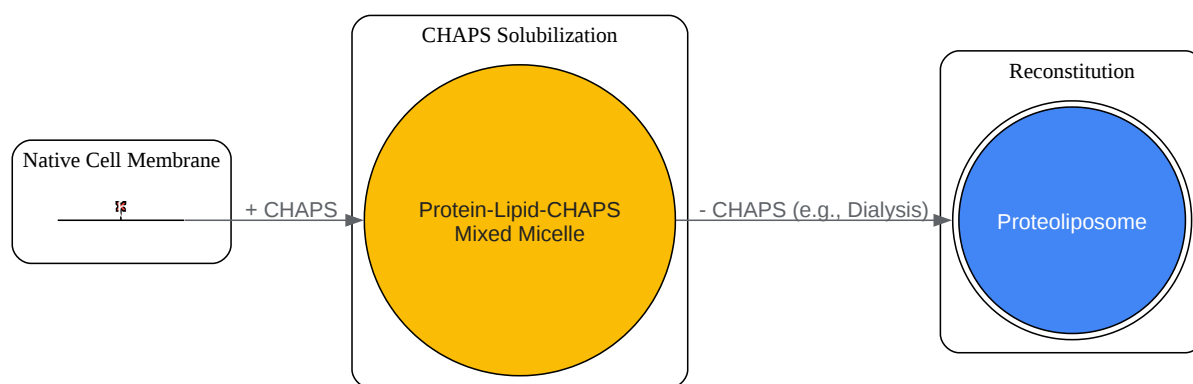 CHAPS Solubilization
Reconstitution
Native Cell Membrane
+ CHAPS
Protein-Lipid-CHAPS
Mixed Micelle
- CHAPS (e.g., Dialysis)
Proteoliposome